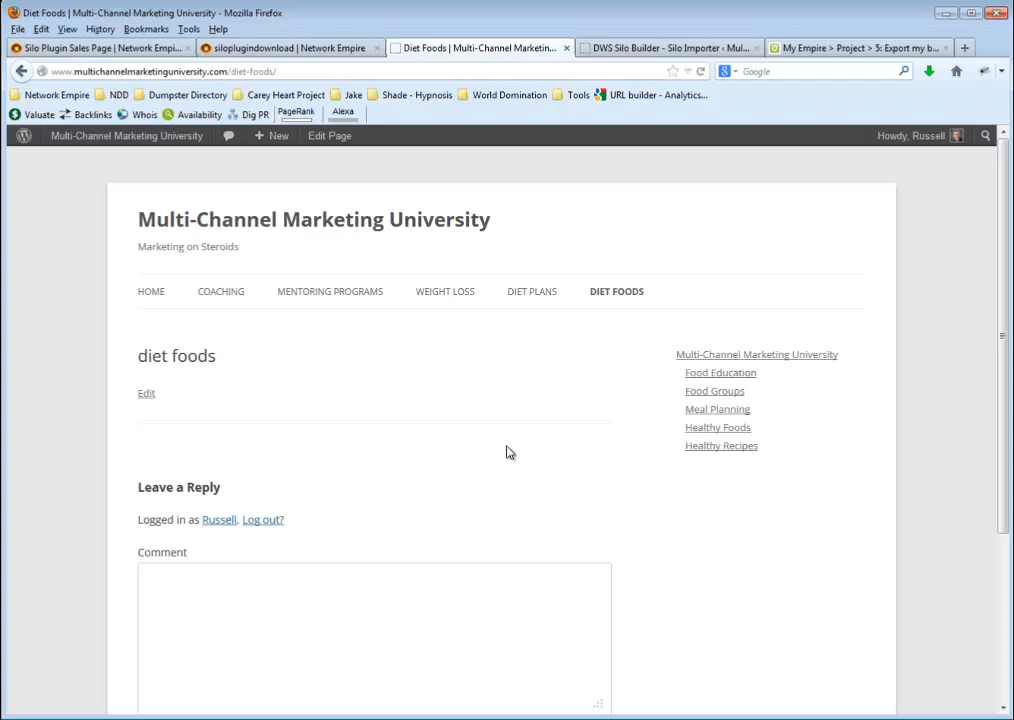 Diet Foods | Multi-Channel Marketing University - Mozilla Firefox
File Edit View History Bookmarks Tools Help
Silo Plugin Sales Page | Network Empi... × siloplugindownload | Network Empire × Diet Foods | Multi-Channel Marketin... × DWS Silo Builder - Silo Importer ‹ Mul... × My Empire > Project > 5: Export my b... × +
www.multichannelmarketinguniversity.com/diet-foods/ Google
Network Empire NDD Dumpster Directory Carey Heart Project Jake Shade - Hypnosis World Domination Tools URL builder - Analytics...
Valuate Backlinks Whois Availability Dig PR PageRank Alexa
Multi-Channel Marketing University + New Edit Page Howdy, Russell
Multi-Channel Marketing University
Marketing on Steroids
HOME COACHING MENTORING PROGRAMS WEIGHT LOSS DIET PLANS DIET FOODS
diet foods
Edit
Multi-Channel Marketing University
Food Education
Food Groups
Meal Planning
Healthy Foods
Healthy Recipes
Leave a Reply
Logged in as Russell. Log out?
Comment